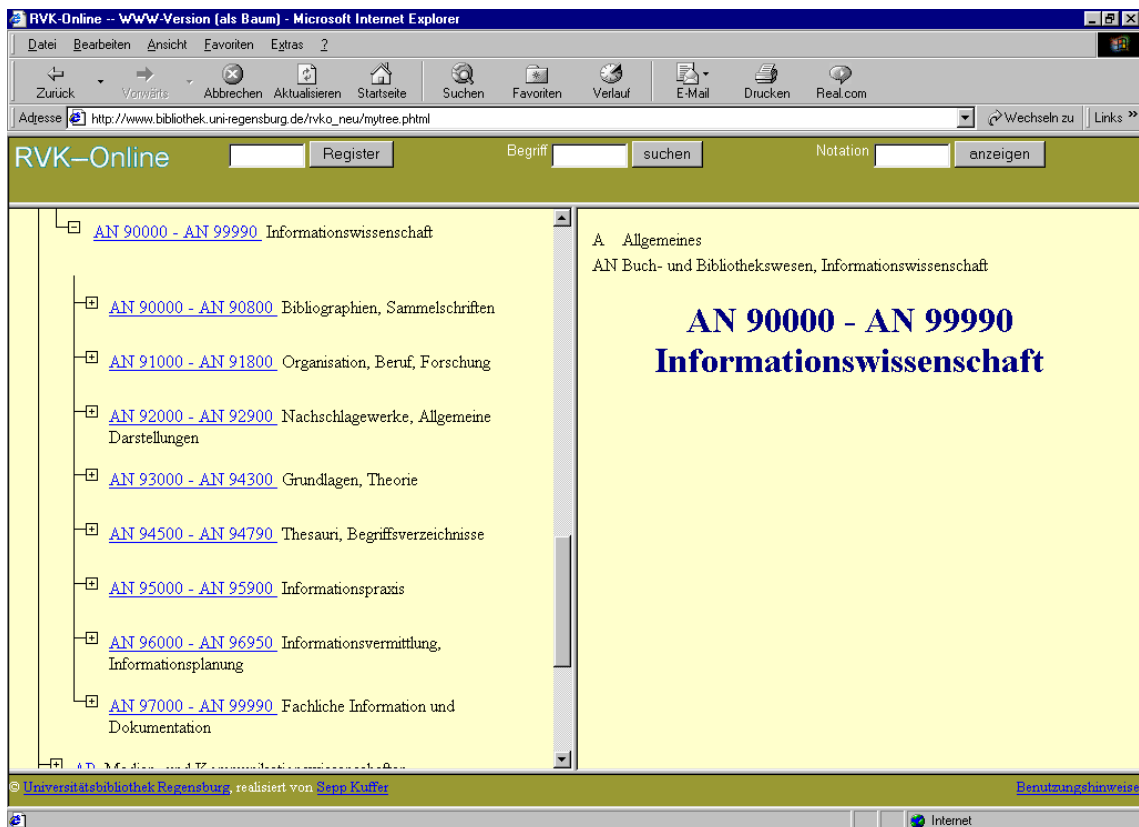 RVK-Online -- WWW-Version (als Baum) - Microsoft Internet Explorer
Datei Bearbeiten Ansicht Favoriten Extras ?
Zurück Vorwärts Abbrechen Aktualisieren Startseite Suchen Favoriten Verlauf E-Mail Drucken Real.com
Adresse http://www.bibliothek.uni-regensburg.de/rvko_neu/mytree.phtml Wechseln zu Links »
RVK–Online Register Begriff suchen Notation anzeigen
AN 90000 - AN 99990 Informationswissenschaft
AN 90000 - AN 90800 Bibliographien, Sammelschriften
AN 91000 - AN 91800 Organisation, Beruf, Forschung
AN 92000 - AN 92900 Nachschlagewerke, Allgemeine
Darstellungen
AN 93000 - AN 94300 Grundlagen, Theorie
AN 94500 - AN 94790 Thesauri, Begriffsverzeichnisse
AN 95000 - AN 95900 Informationspraxis
AN 96000 - AN 96950 Informationsvermittlung,
Informationsplanung
AN 97000 - AN 99990 Fachliche Information und
Dokumentation
A Allgemeines
AN Buch- und Bibliothekswesen, Informationswissenschaft
AN 90000 - AN 99990
Informationswissenschaft
© Universitätsbibliothek Regensburg, realisiert von Sepp Kuffer Benutzungshinweise
Internet